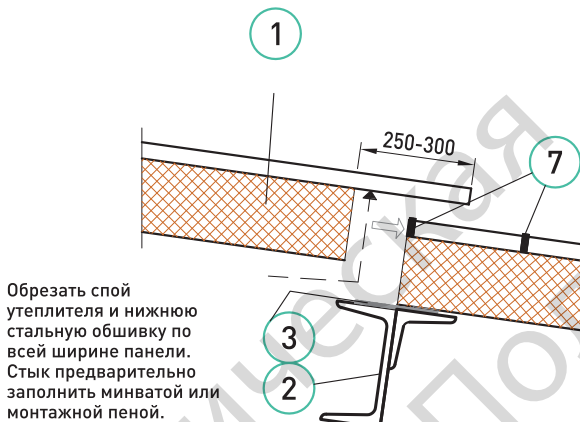 1
250-300
7
Обрезать спой
утеплителя и нижнюю
стальную обшивку по
всей ширине панели.
Стык предварительно
заполнить минватой или
монтажной пеной.
3
2